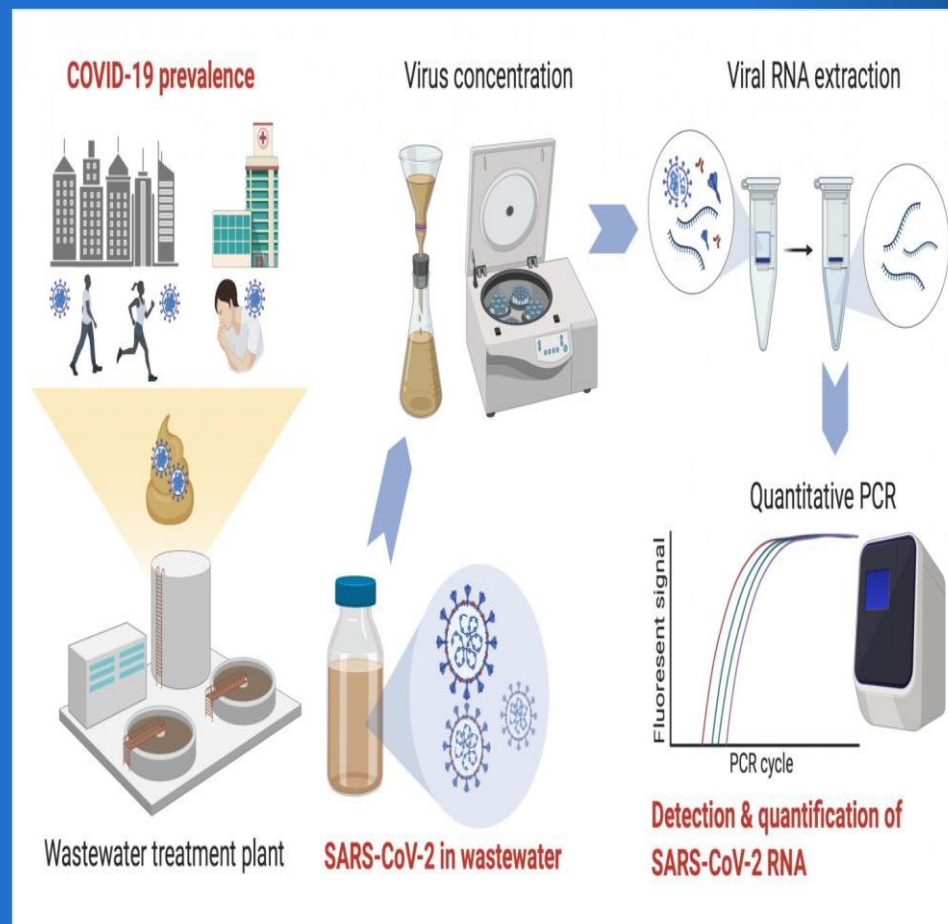 COVID-19 prevalence
Wastewater treatment plant
SARS-CoV-2 in wastewater
Virus concentration
Viral RNA extraction
Quantitative PCR
Fluorescent signal
PCR cycle
Detection & quantification of
SARS-CoV-2 RNA